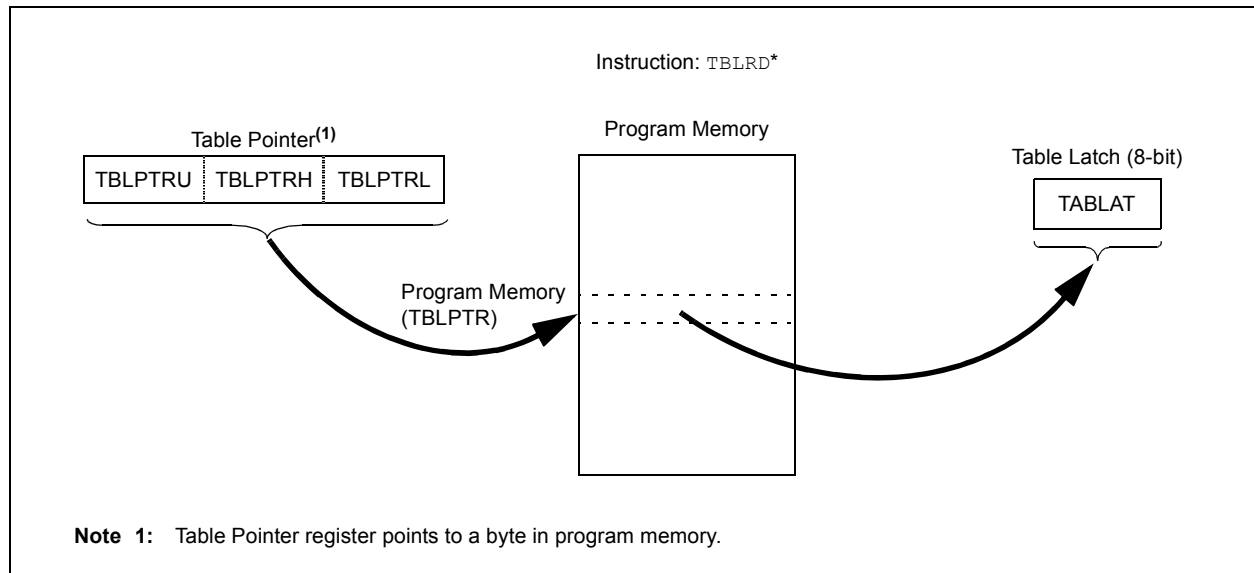 Instruction: TBLRD*
Table Pointer(1)
Program Memory
Table Latch (8-bit)
TBLPTRU TBLPTRH TBLPTRL
TABLAT
Program Memory
(TBLPTR)
Note 1: Table Pointer register points to a byte in program memory.